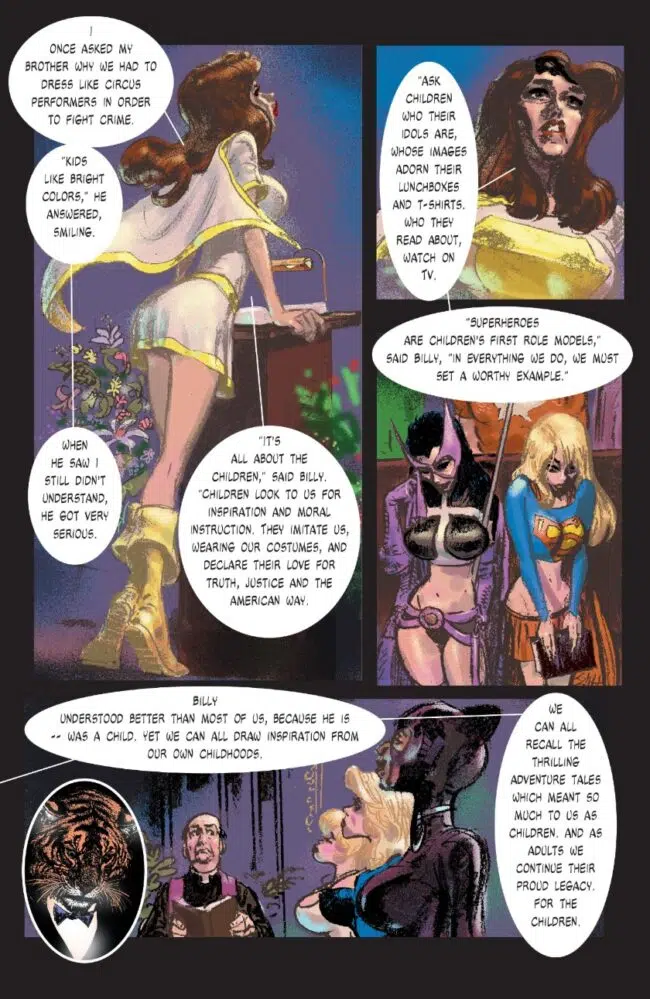 I
ONCE ASKED MY
BROTHER WHY WE HAD TO
DRESS LIKE CIRCUS
PERFORMERS IN ORDER
TO FIGHT CRIME.
"KIDS
LIKE BRIGHT
COLORS," HE
ANSWERED,
SMILING.
WHEN
HE SAW I
STILL DIDN'T
UNDERSTAND,
HE GOT VERY
SERIOUS.
"IT'S
ALL ABOUT THE
CHILDREN," SAID BILLY.
"CHILDREN LOOK TO US FOR
INSPIRATION AND MORAL
INSTRUCTION. THEY IMITATE US,
WEARING OUR COSTUMES, AND
DECLARE THEIR LOVE FOR
TRUTH, JUSTICE AND THE
AMERICAN WAY.
"ASK
CHILDREN
WHO THEIR
IDOLS ARE,
WHOSE IMAGES
ADORN THEIR
LUNCHBOXES
AND T-SHIRTS.
WHO THEY
READ ABOUT,
WATCH ON
TV.
"SUPERHEROES
ARE CHILDREN'S FIRST ROLE MODELS,"
SAID BILLY, "IN EVERYTHING WE DO, WE MUST
SET A WORTHY EXAMPLE."
BILLY
UNDERSTOOD BETTER THAN MOST OF US, BECAUSE HE IS
-- WAS A CHILD. YET WE CAN ALL DRAW INSPIRATION FROM
OUR OWN CHILDHOODS.
WE
CAN ALL
RECALL THE
THRILLING
ADVENTURE TALES
WHICH MEANT SO
MUCH TO US AS
CHILDREN. AND AS
ADULTS WE
CONTINUE THEIR
PROUD LEGACY.
FOR THE
CHILDREN.